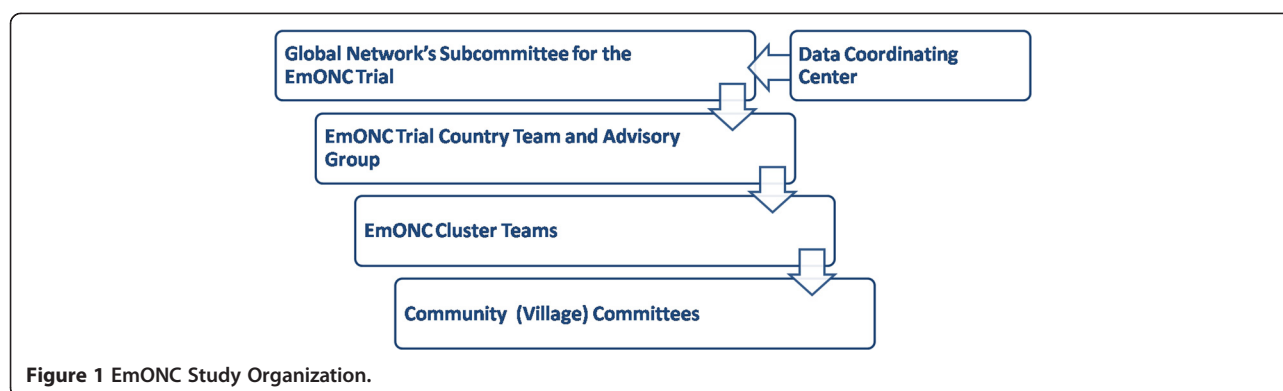 Global Network's Subcommittee for the
EmONC Trial
Data Coordinating
Center
EmONC Trial Country Team and Advisory
Group
EmONC Cluster Teams
Community (Village) Committees
Figure 1 EmONC Study Organization.